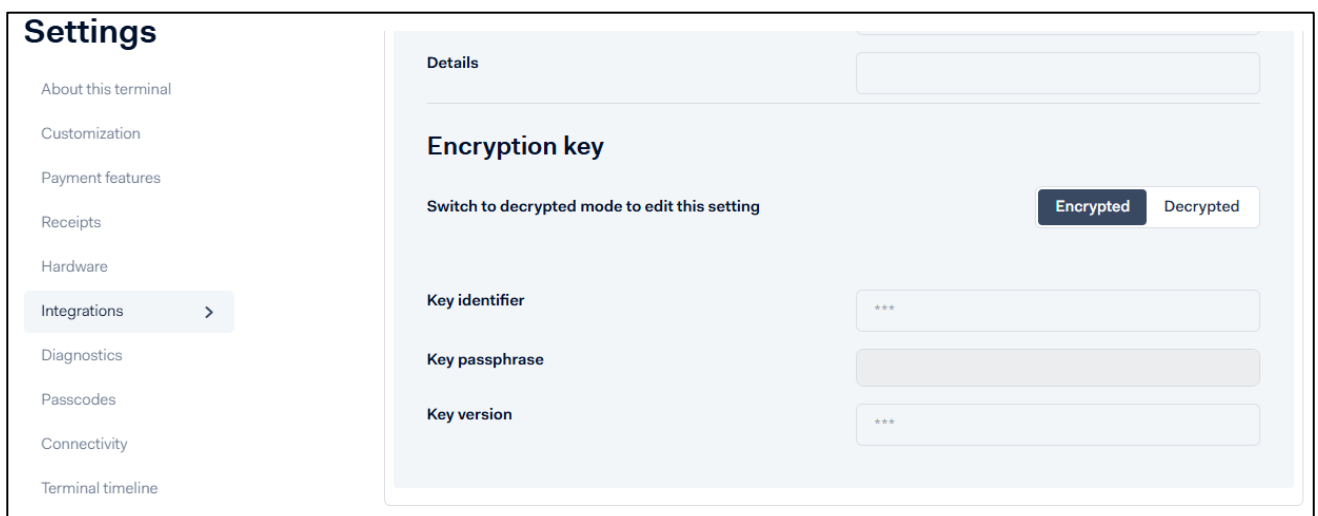 Settings
About this terminal
Customization
Payment features
Receipts
Hardware
Integrations
Diagnostics
Passcodes
Connectivity
Terminal timeline
Details
Encryption key
Switch to decrypted mode to edit this setting
Encrypted Decrypted
Key identifier ***
Key passphrase
Key version ***